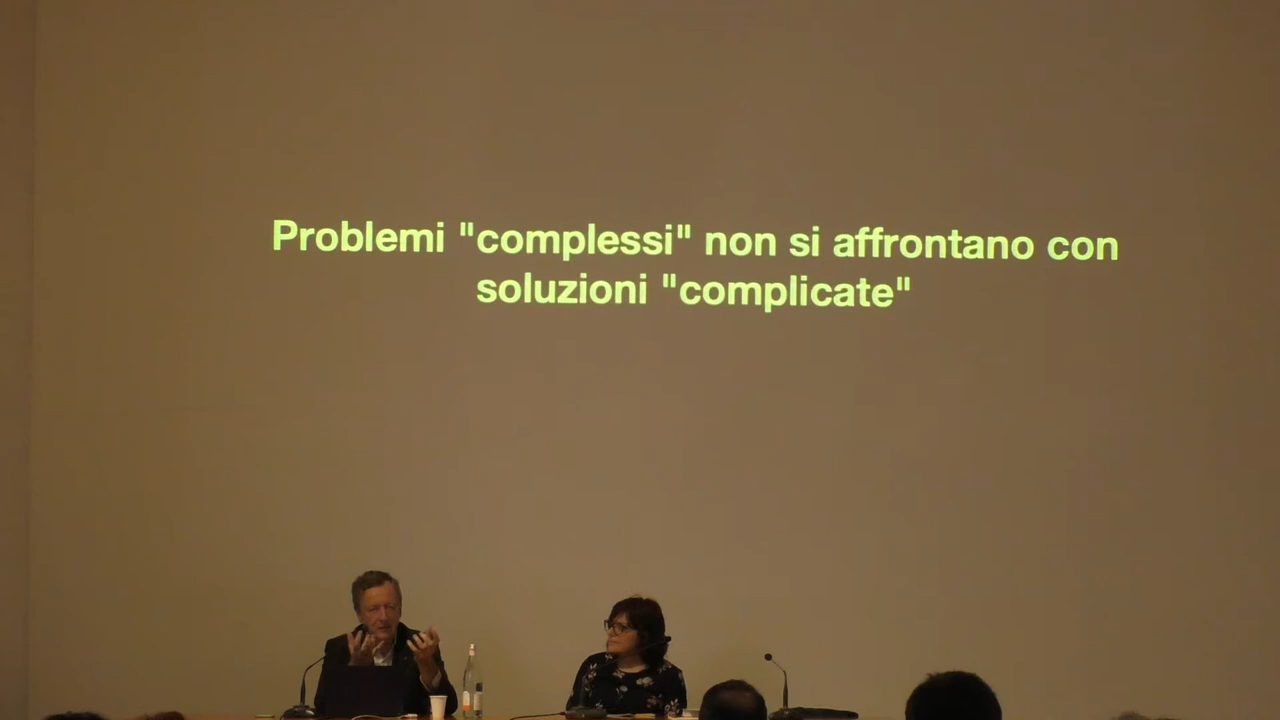 Problemi "complessi" non si affrontano con
soluzioni "complicate"